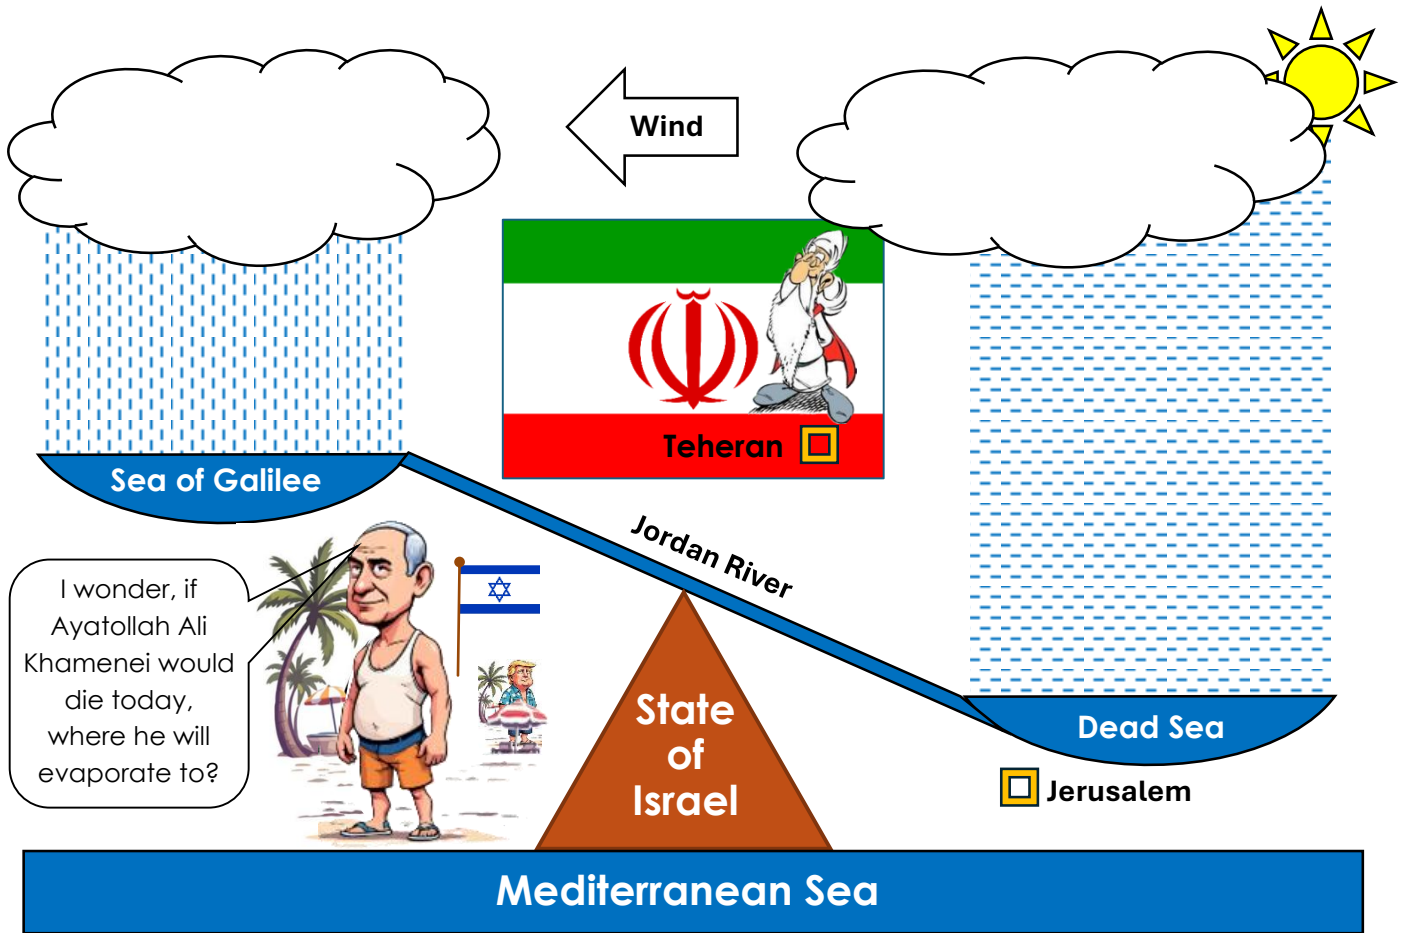 Wind
Teheran
Sea of Galilee
Jordan River
I wonder, if
Ayatollah Ali
Khamenei would
die today,
where he will
evaporate to?
State
of
Israel
Dead Sea
Jerusalem
Mediterranean Sea